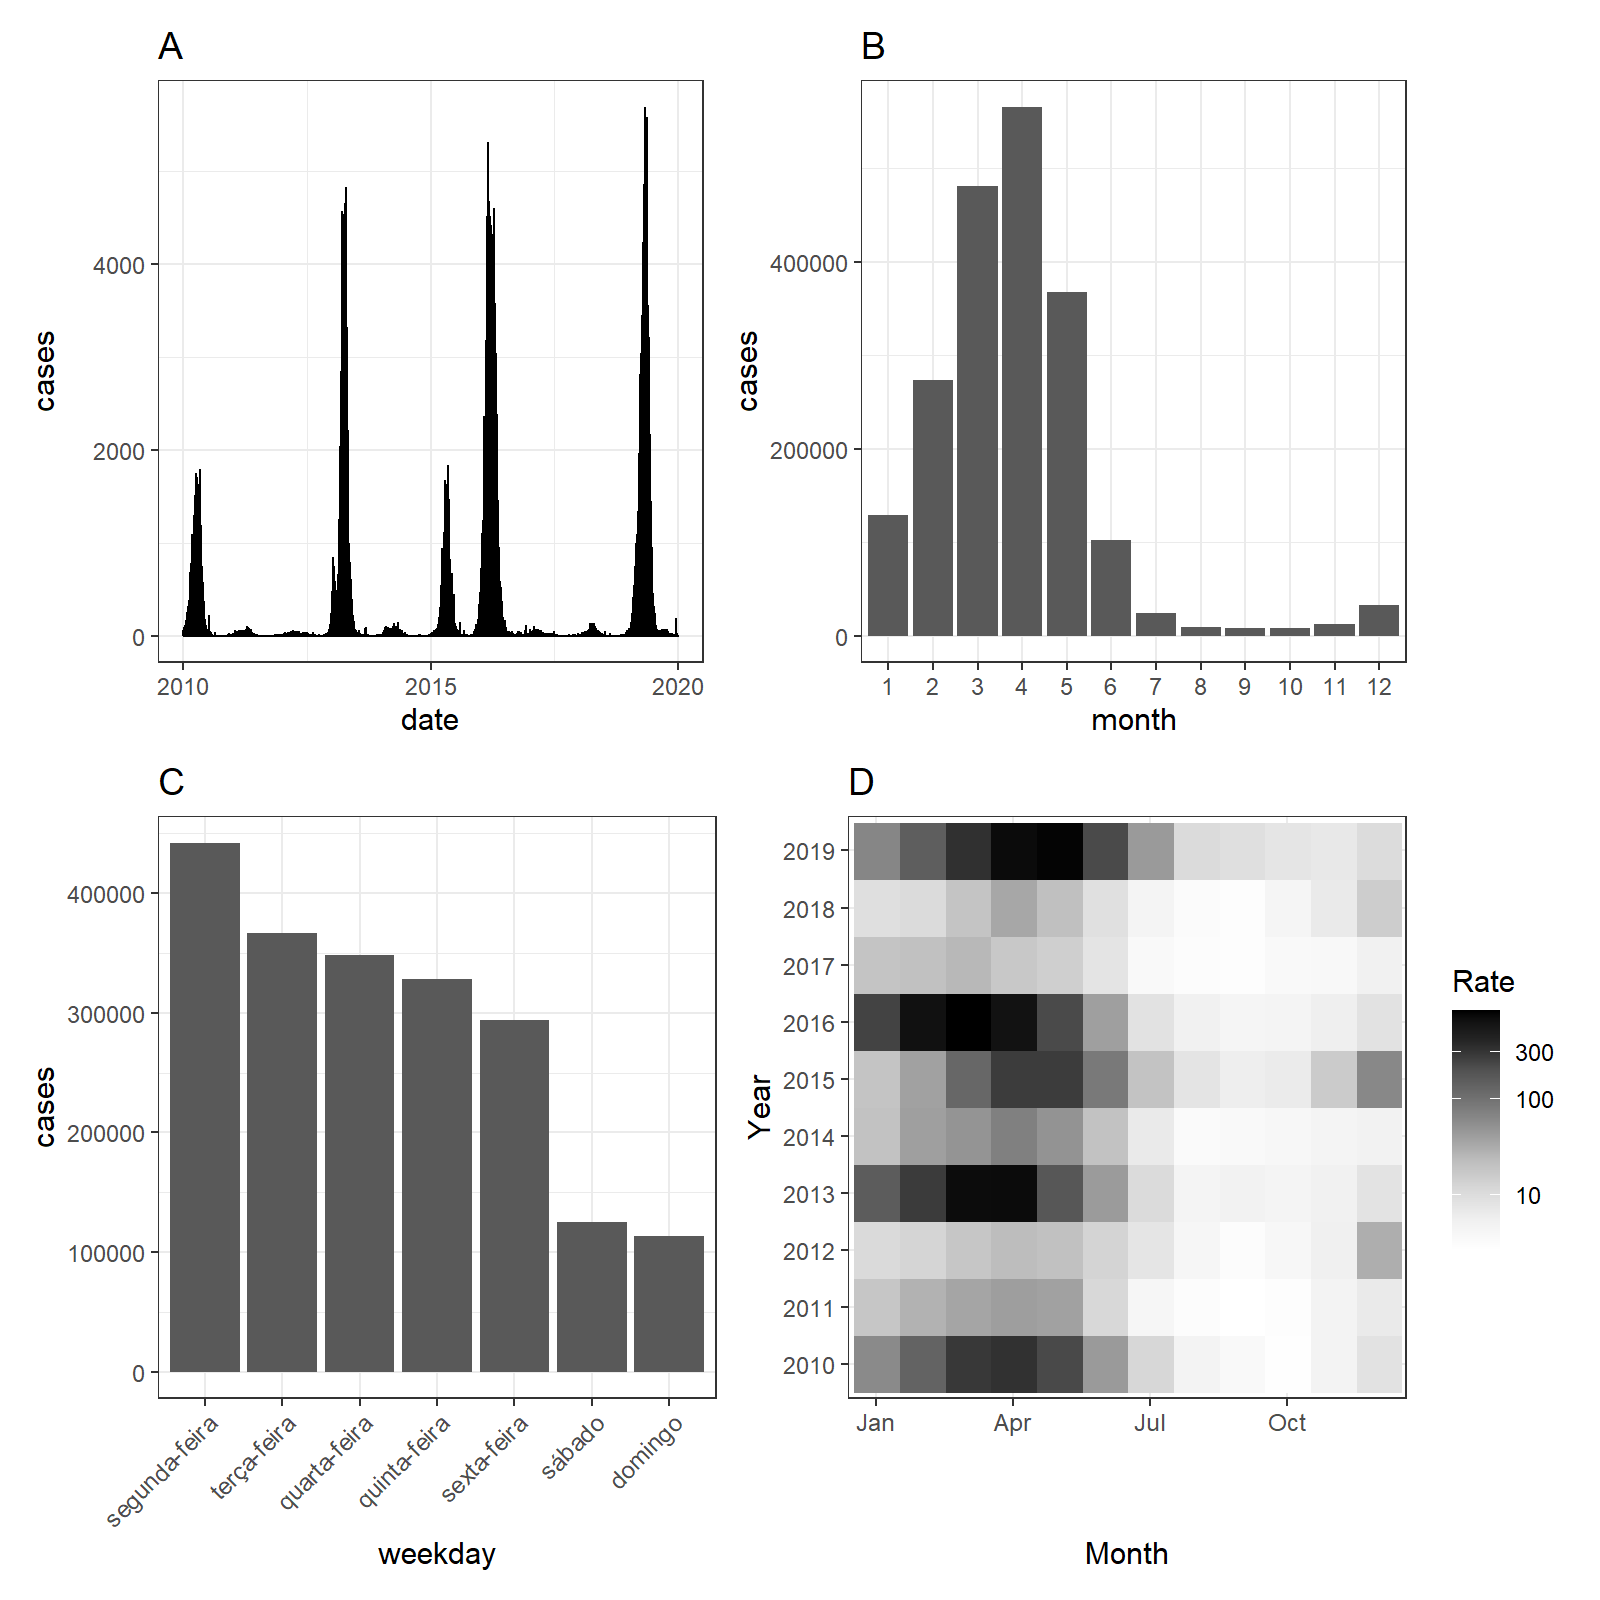 A
cases
4000
2000
0
2010 2015 2020
date
B
cases
400000
200000
0
1 2 3 4 5 6 7 8 9 10 11 12
month
C
cases
400000
300000
200000
100000
0
segunda-feira
terça-feira
quarta-feira
quinta-feira
sexta-feira
sábado
domingo
weekday
D
Year
2019
2018
2017
2016
2015
2014
2013
2012
2011
2010
Jan Apr Jul Oct
Month
Rate
300
100
10